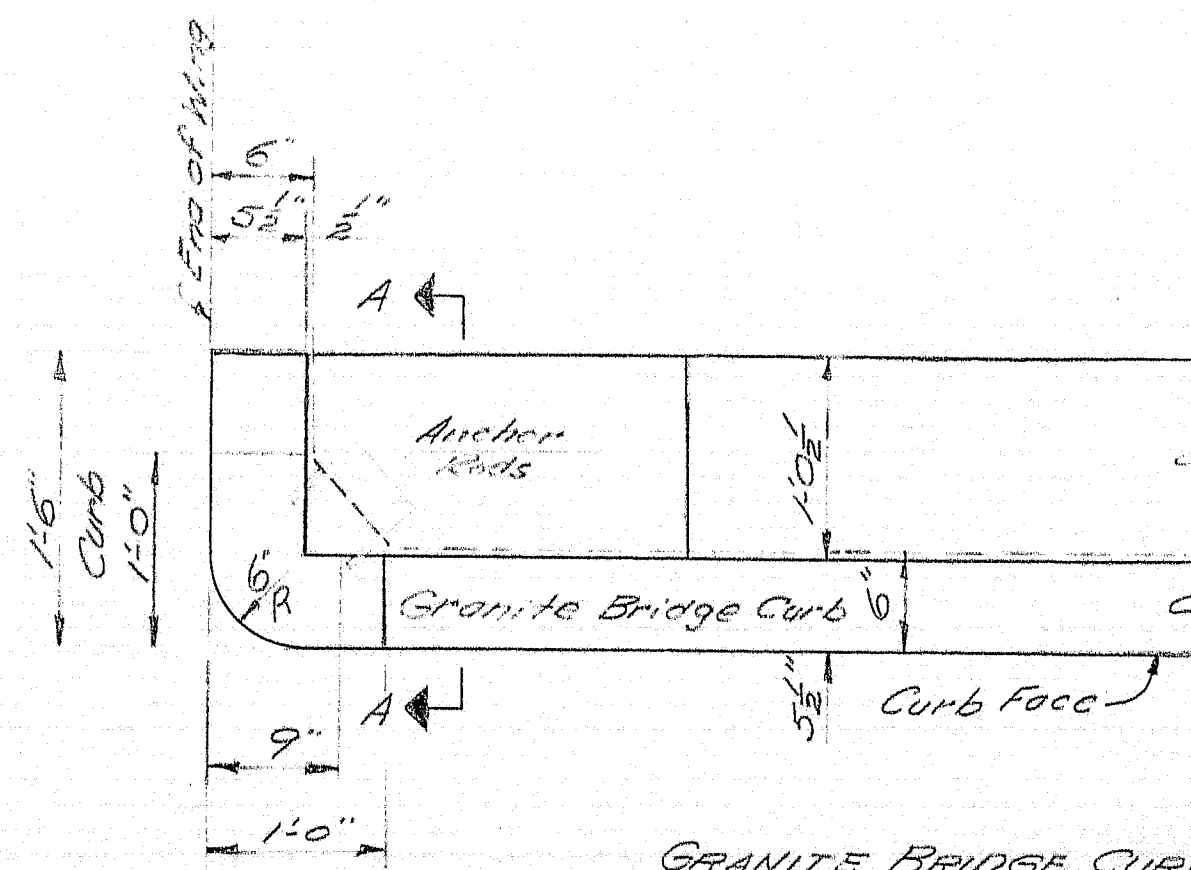 End of Wing
6"
5½"
½"
A
Anchor
Rods
1'-0½
1'-6"
Curb
1'-0"
6"
R
Granite Bridge Curb
6"
A
5½"
Curb Face
9"
1'-0"
GRANITE BRIDGE CUR